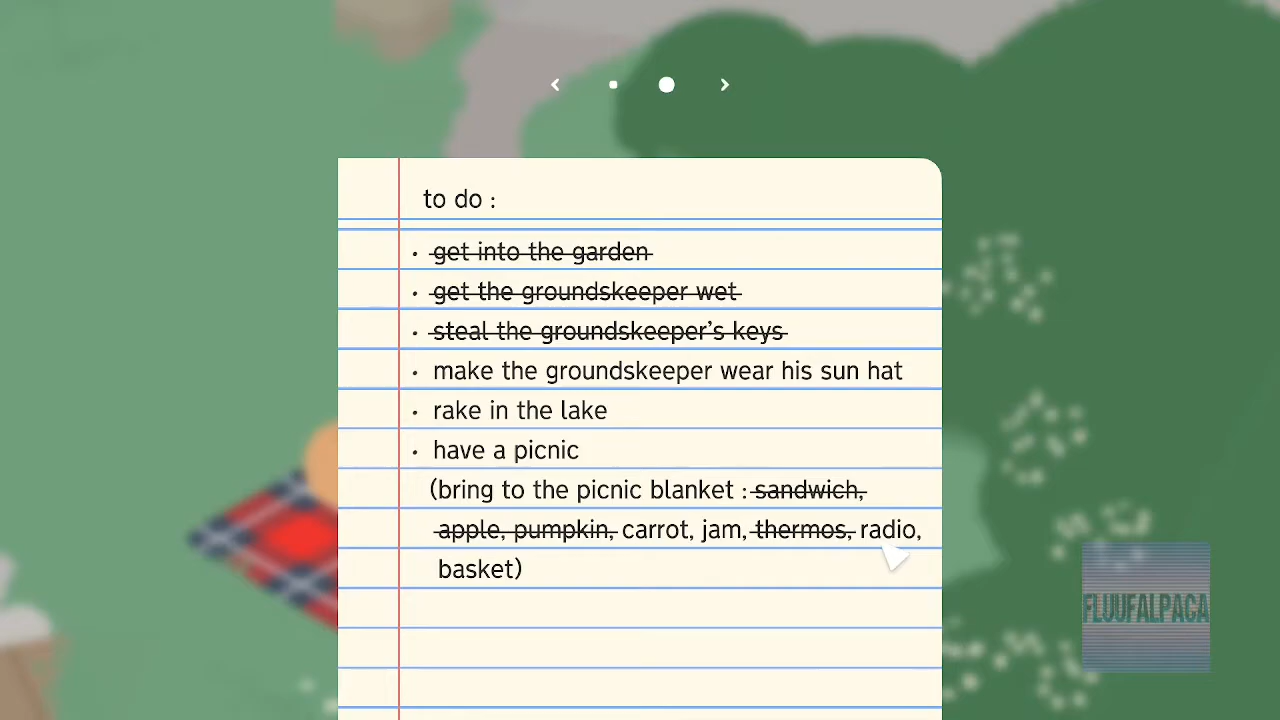 to do :
• get into the garden
• get the groundskeeper wet
• steal the groundskeeper's keys
• make the groundskeeper wear his sun hat
• rake in the lake
• have a picnic
(bring to the picnic blanket : sandwich,
apple, pumpkin, carrot, jam, thermos, radio,
basket)
FLUUFALPACA